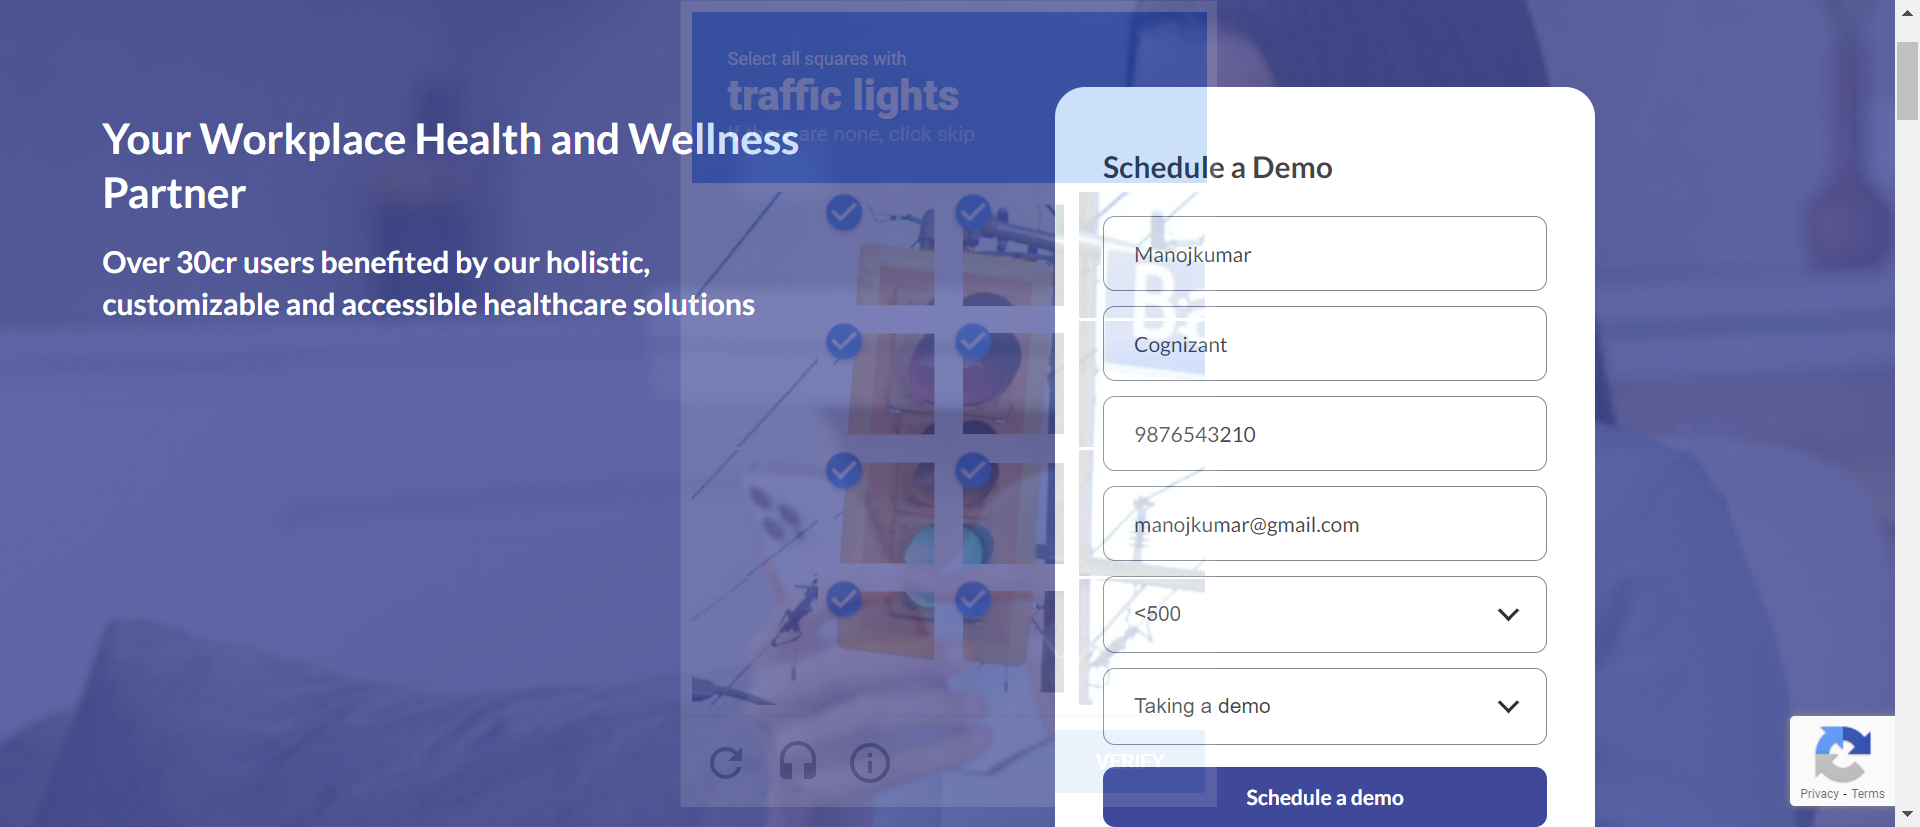 Select all squares with
traffic lights
If there are none, click skip
Your Workplace Health and Wellness
Partner
Over 30cr users benefited by our holistic,
customizable and accessible healthcare solutions
Schedule a Demo
Manojkumar
Cognizant
9876543210
manojkumar@gmail.com
<500
Taking a demo
VERIFY
Schedule a demo
Privacy - Terms